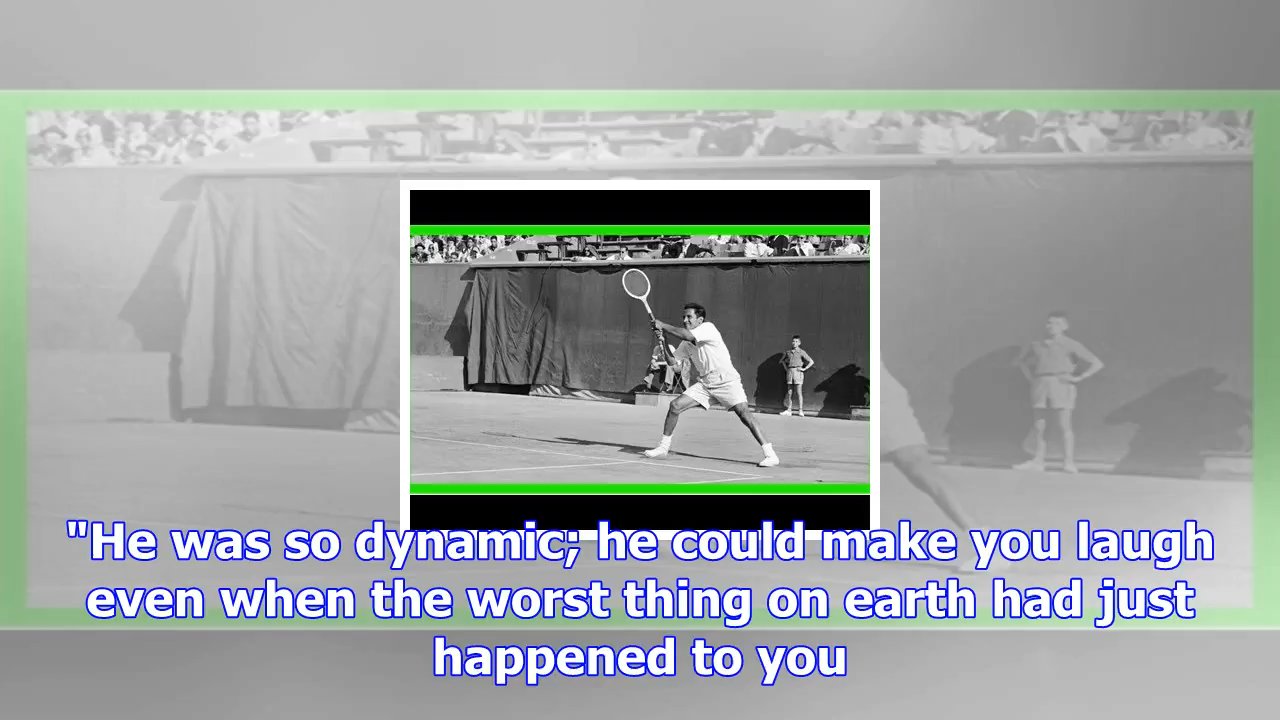 "He was so dynamic; he could make you laugh
even when the worst thing on earth had just
happened to you